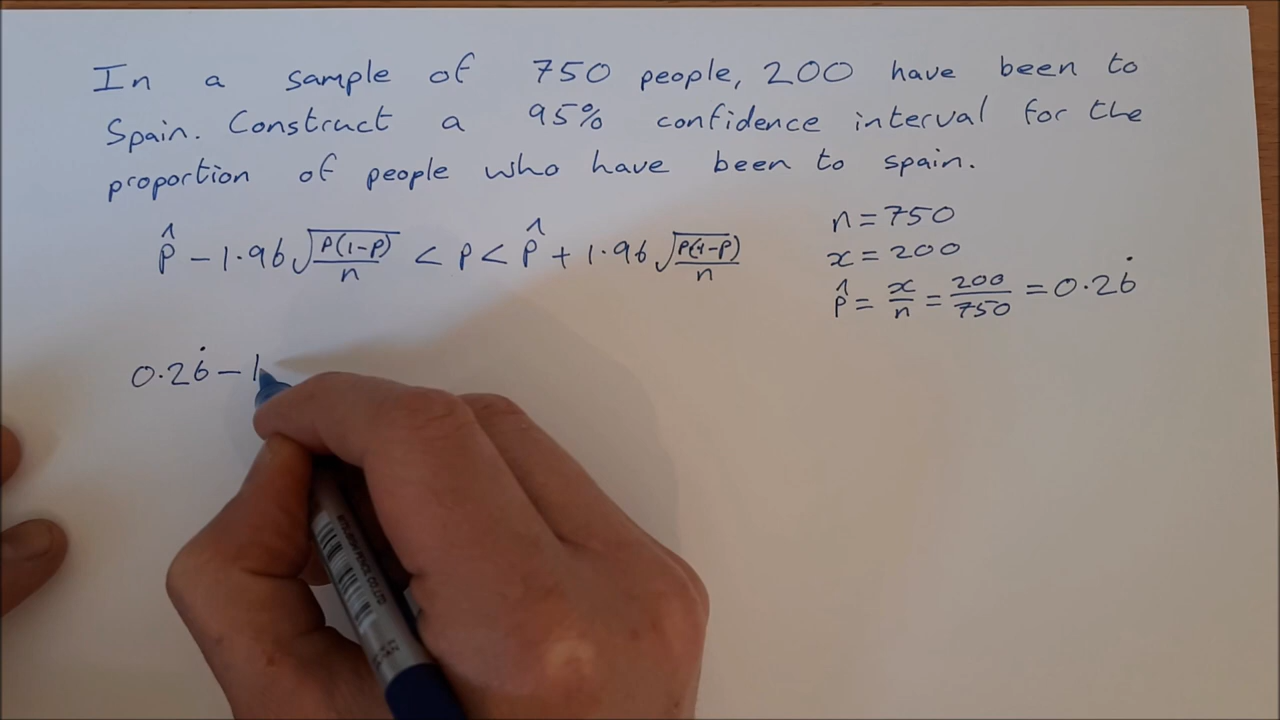 In a sample of 750 people, 200 have been to
Spain. Construct a 95% confidence interval for the
proportion of people who have been to spain.
p̂ − 1.96 √(p(1−p)/n) < p < p̂ + 1.96 √(p(1−p)/n)
n = 750
x = 200
p̂ = x/n = 200/750 = 0.26̇
0.26̇ − 1